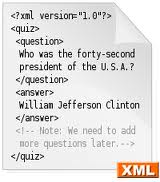 <?xml version="1.0"?>
<quiz>
<question>
Who was the forty-second
president of the U.S.A.?
</question>
<answer>
William Jefferson Clinton
</answer>
<!-- Note: We need to add
more questions later.-->
</quiz>
XML